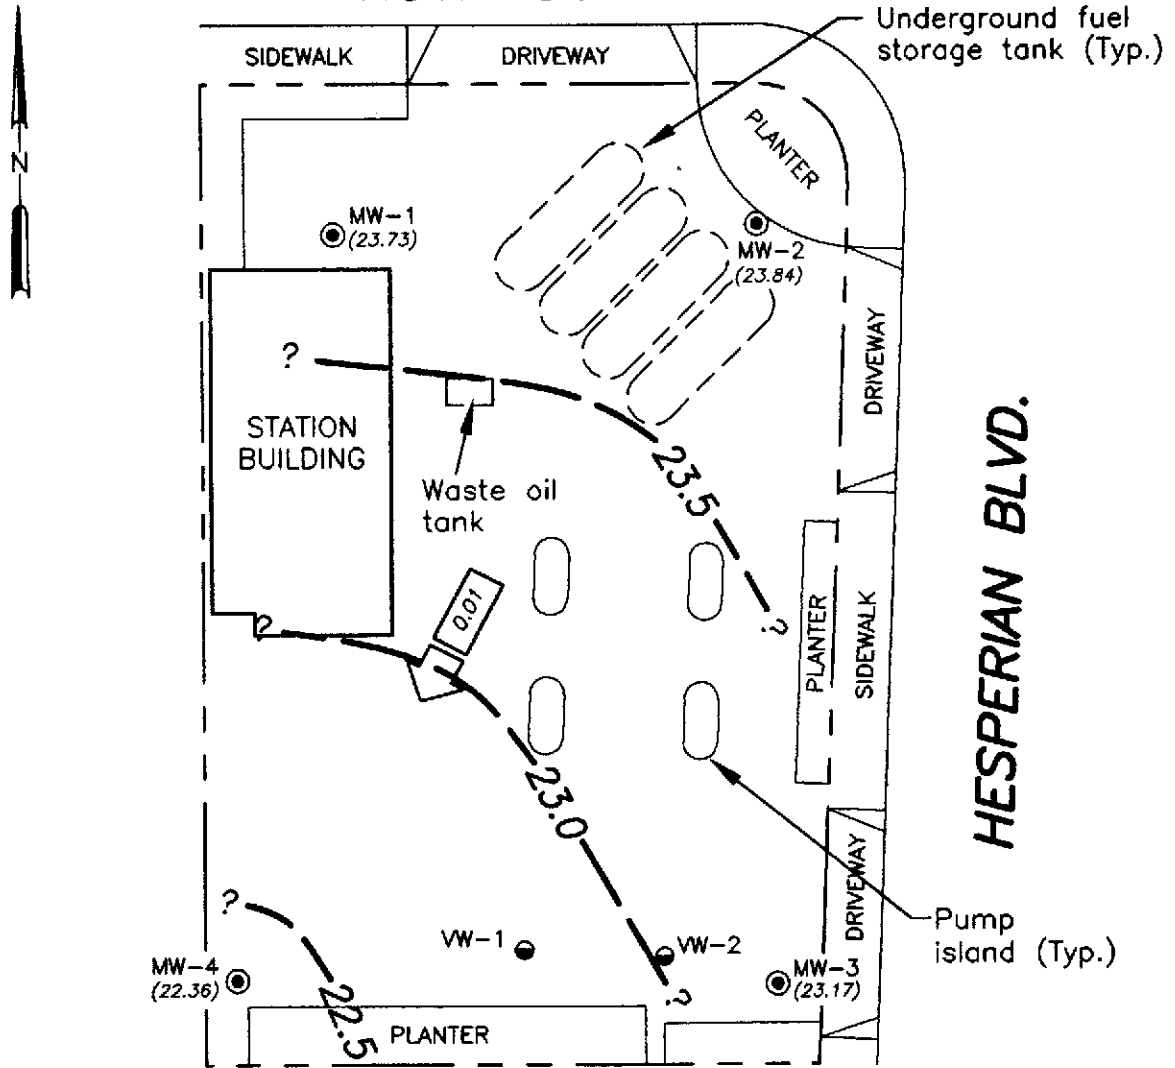 Underground fuel
storage tank (Typ.)
SIDEWALK
DRIVEWAY
PLANTER
N
MW-1
(23.73)
MW-2
(23.84)
DRIVEWAY
?
STATION
BUILDING
Waste oil
tank
23.5
?
HESPERIAN BLVD.
0.01
?
PLANTER
SIDEWALK
23.0
DRIVEWAY
?
VW-1
VW-2
Pump
island (Typ.)
MW-4
(22.36)
MW-3
(23.17)
?
22.5
PLANTER